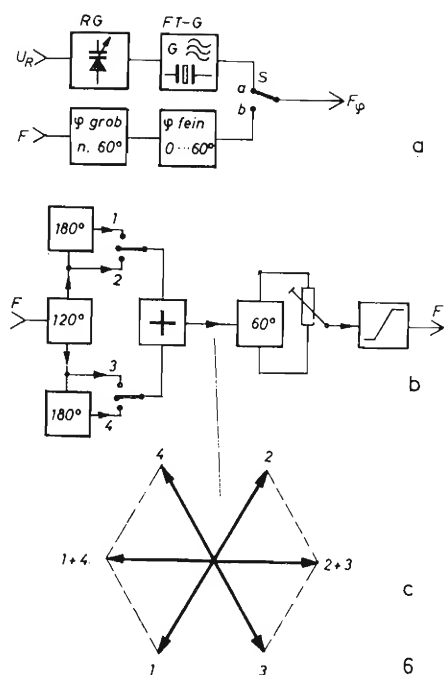 RG FT-G
U_R G S
a
b F_φ
F φ grob n. 60° φ fein 0···60°
a
180° 1
2
F 120° + 60° F
3
180° 4
b
4 2
1+4 2+3
c
1 3
6